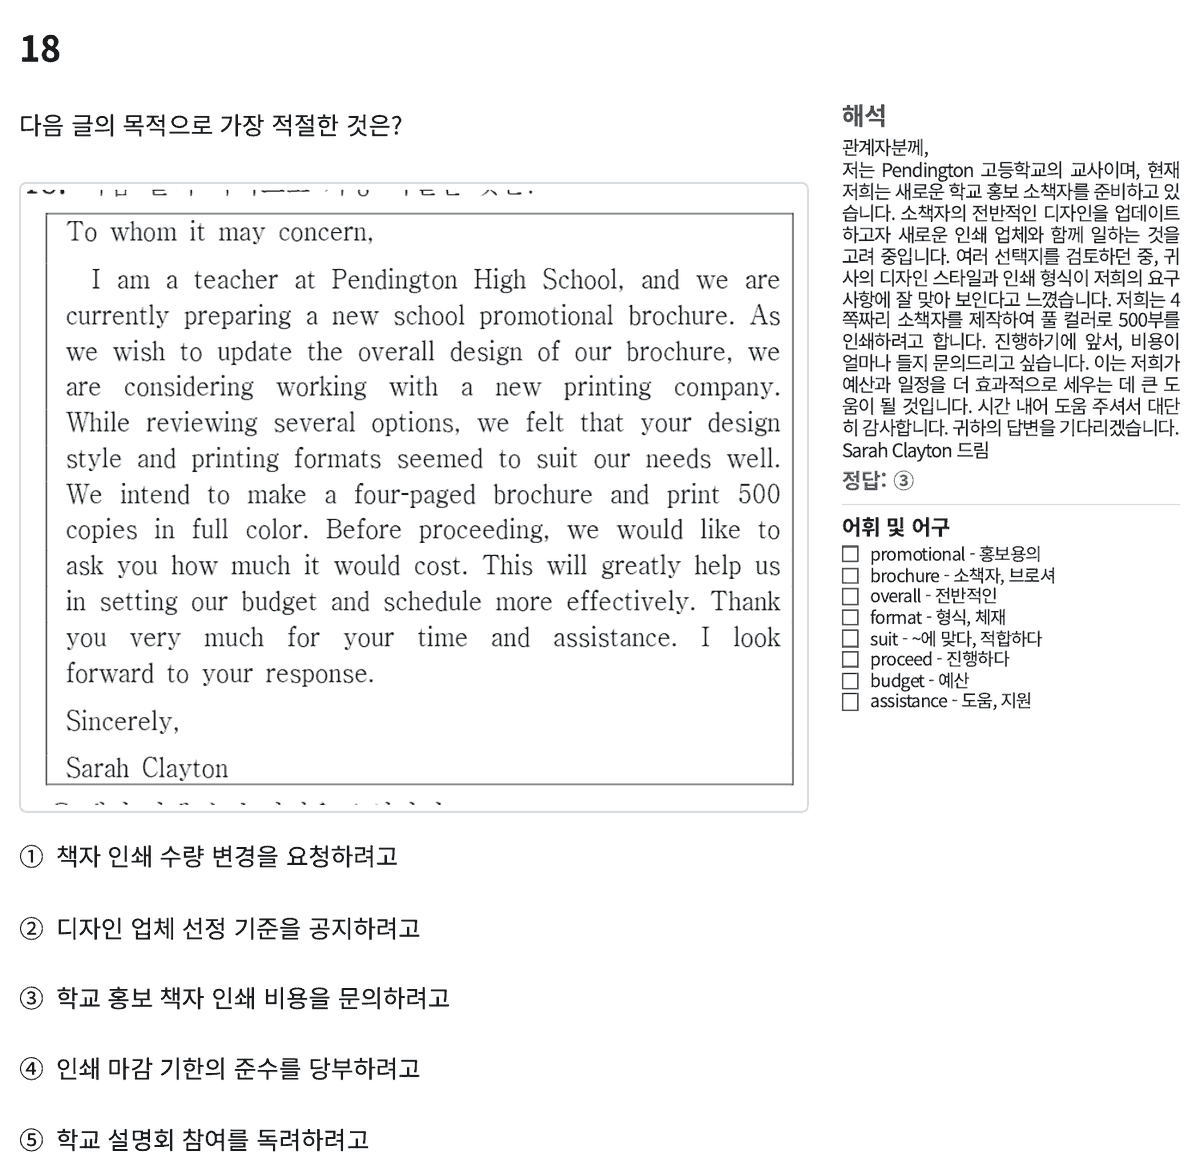 18
다음 글의 목적으로 가장 적절한 것은?
To whom it may concern,
I am a teacher at Pendington High School, and we are
currently preparing a new school promotional brochure. As
we wish to update the overall design of our brochure, we
are considering working with a new printing company.
While reviewing several options, we felt that your design
style and printing formats seemed to suit our needs well.
We intend to make a four-paged brochure and print 500
copies in full color. Before proceeding, we would like to
ask you how much it would cost. This will greatly help us
in setting our budget and schedule more effectively. Thank
you very much for your time and assistance. I look
forward to your response.
Sincerely,
Sarah Clayton
① 책자 인쇄 수량 변경을 요청하려고
② 디자인 업체 선정 기준을 공지하려고
③ 학교 홍보 책자 인쇄 비용을 문의하려고
④ 인쇄 마감 기한의 준수를 당부하려고
⑤ 학교 설명회 참여를 독려하려고
해석
관계자분께,
저는 Pendington 고등학교의 교사이며, 현재
저희는 새로운 학교 홍보 소책자를 준비하고 있
습니다. 소책자의 전반적인 디자인을 업데이트
하고자 새로운 인쇄 업체와 함께 일하는 것을
고려 중입니다. 여러 선택지를 검토하던 중, 귀
사의 디자인 스타일과 인쇄 형식이 저희의 요구
사항에 잘 맞아 보인다고 느꼈습니다. 저희는 4
쪽짜리 소책자를 제작하여 풀 컬러로 500부를
인쇄하려고 합니다. 진행하기에 앞서, 비용이
얼마나 들지 문의드리고 싶습니다. 이는 저희가
예산과 일정을 더 효과적으로 세우는 데 큰 도
움이 될 것입니다. 시간 내어 도움 주셔서 대단
히 감사합니다. 귀하의 답변을 기다리겠습니다.
Sarah Clayton 드림
정답: ③
어휘 및 어구
promotional - 홍보용의
brochure - 소책자, 브로셔
overall - 전반적인
format - 형식, 체재
suit - ~에 맞다, 적합하다
proceed - 진행하다
budget - 예산
assistance - 도움, 지원